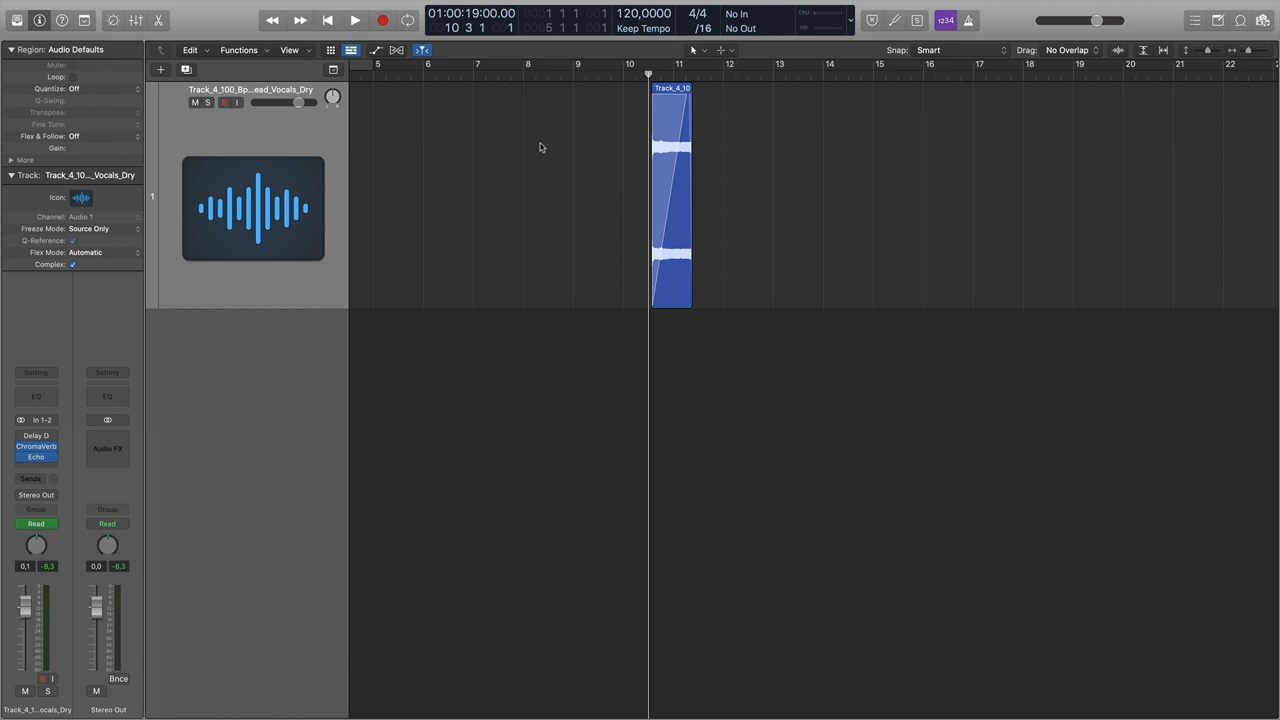 01:00:19:00.00
10 3 1 001
0001 1 1 001
5 1 1 001
120,0000
Keep Tempo
4/4
/16
No In
No Out
CPU
HD
1234
Region: Audio Defaults
Edit
Functions
View
Snap: Smart
Drag: No Overlap
Mute:
Loop:
Quantize: Off
Q-Swing:
Transpose:
Fine Tune:
Flex & Follow: Off
Gain:
More
Track: Track_4_10..._Vocals_Dry
Icon:
Channel: Audio 1
Freeze Mode: Source Only
Q-Reference:
Flex Mode: Automatic
Complex:
5 6 7 8 9 10 11 12 13 14 15 16 17 18 19 20 21 22
Track_4_100_Bp...ead_Vocals_Dry
M S R I
1
Track_4_10
Setting Setting
EQ EQ
In 1-2
Delay D
ChromaVerb
Echo
Audio FX
Sends
Stereo Out
Group Group
Read Read
0,1 -8,3 0,0 -8,3
R I Bnce
M S M
Track_4_1...ocals_Dry Stereo Out